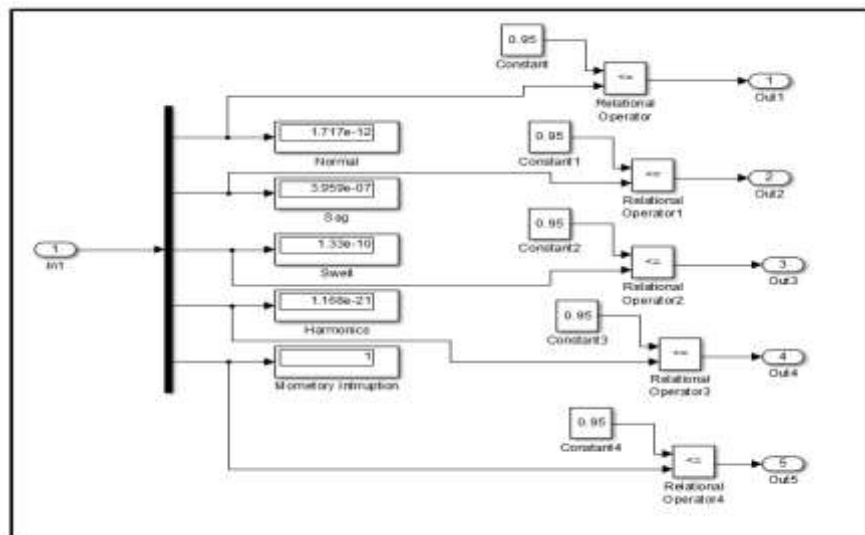 0.95
Constant
<=
Relational
Operator
1
Out1
1.717e-12
Normal
0.95
Constant1
<=
Relational
Operator1
2
Out2
3.959e-07
Sag
0.95
Constant2
<=
Relational
Operator2
3
Out3
1
In1
1.33e-10
Swell
1.168e-21
Harmonics
0.95
Constant3
<=
Relational
Operator3
4
Out4
1
Mometory Intrruption
0.95
Constant4
<=
Relational
Operator4
5
Out5